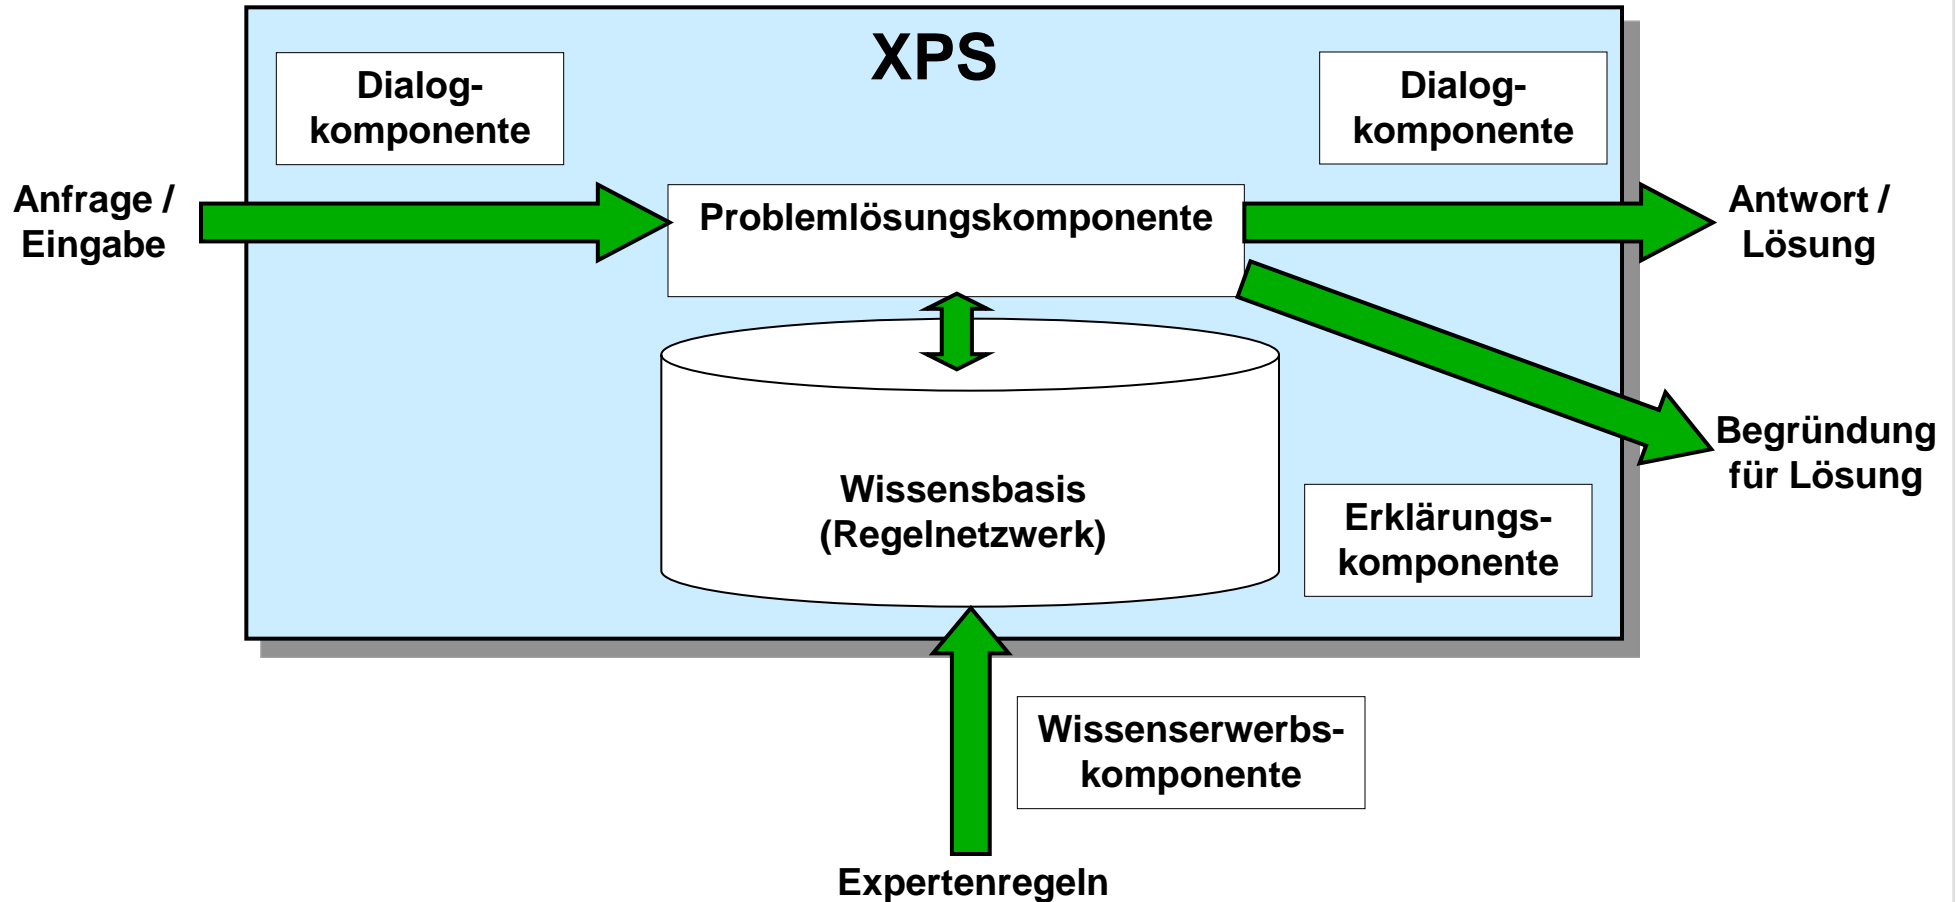 XPS
Dialog-
komponente
Dialog-
komponente
Anfrage /
Eingabe
Problemlösungskomponente
Antwort /
Lösung
Begründung
für Lösung
Wissensbasis
(Regelnetzwerk)
Erklärungs-
komponente
Wissenserwerbs-
komponente
Expertenregeln